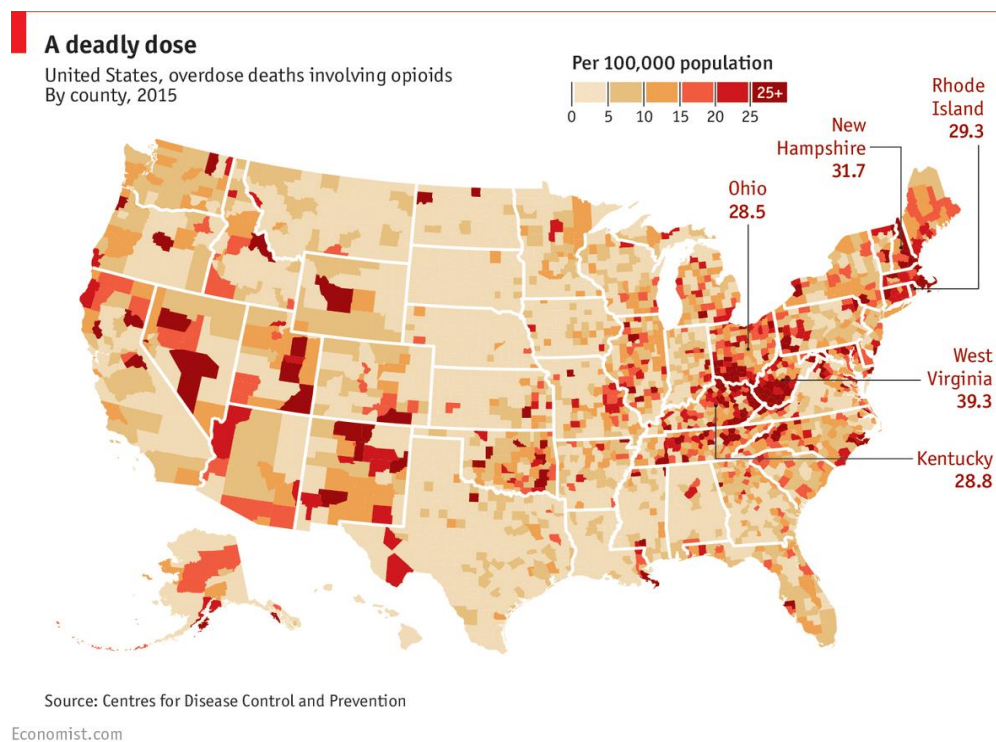 A deadly dose
United States, overdose deaths involving opioids
By county, 2015
Per 100,000 population
25+
0 5 10 15 20 25
Rhode
Island
29.3
New
Hampshire
31.7
Ohio
28.5
West
Virginia
39.3
Kentucky
28.8
Source: Centres for Disease Control and Prevention
Economist.com